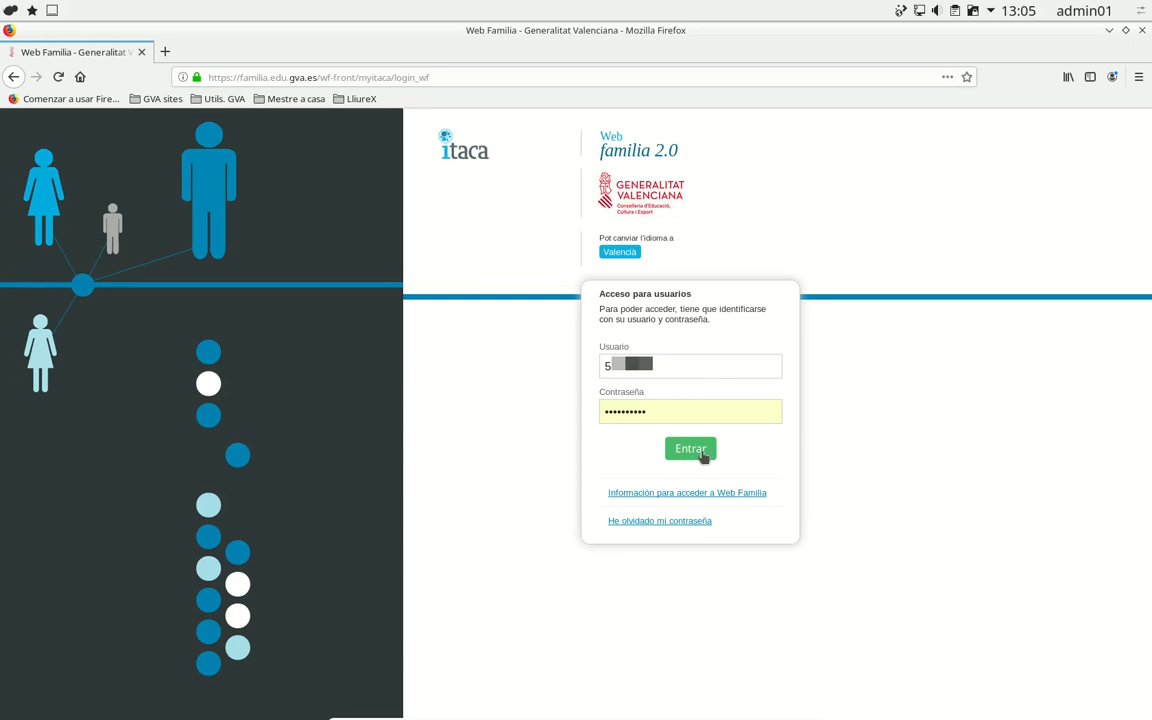 13:05 admin01
Web Familia - Generalitat Valenciana - Mozilla Firefox
Web Familia - Generalitat V
https://familia.edu.gva.es/wf-front/myitaca/login_wf
Comenzar a usar Fire... GVA sites Utils. GVA Mestre a casa LliureX
itaca
Web
familia 2.0
GENERALITAT
VALENCIANA
Conselleria d'Educació,
Cultura i Esport
Pot canviar l'idioma a
Valencià
Acceso para usuarios
Para poder acceder, tiene que identificarse
con su usuario y contraseña.
Usuario
5
Contraseña
••••••••••
Entrar
Información para acceder a Web Familia
He olvidado mi contraseña